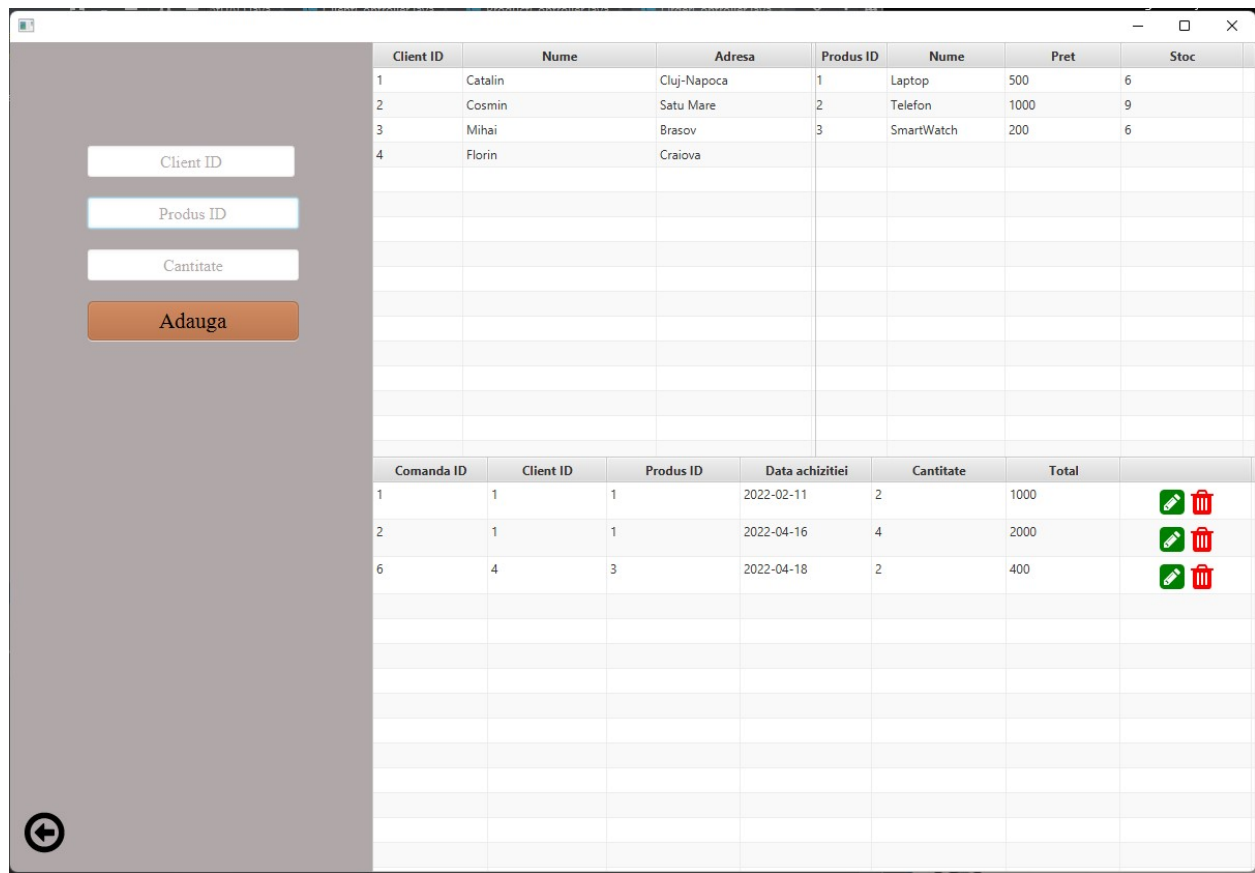 Client ID Nume Adresa Produs ID Nume Pret Stoc
1 Catalin Cluj-Napoca 1 Laptop 500 6
2 Cosmin Satu Mare 2 Telefon 1000 9
3 Mihai Brasov 3 SmartWatch 200 6
4 Florin Craiova
Client ID
Produs ID
Cantitate
Adauga
Comanda ID Client ID Produs ID Data achizitiei Cantitate Total
1 1 1 2022-02-11 2 1000
2 1 1 2022-04-16 4 2000
6 4 3 2022-04-18 2 400